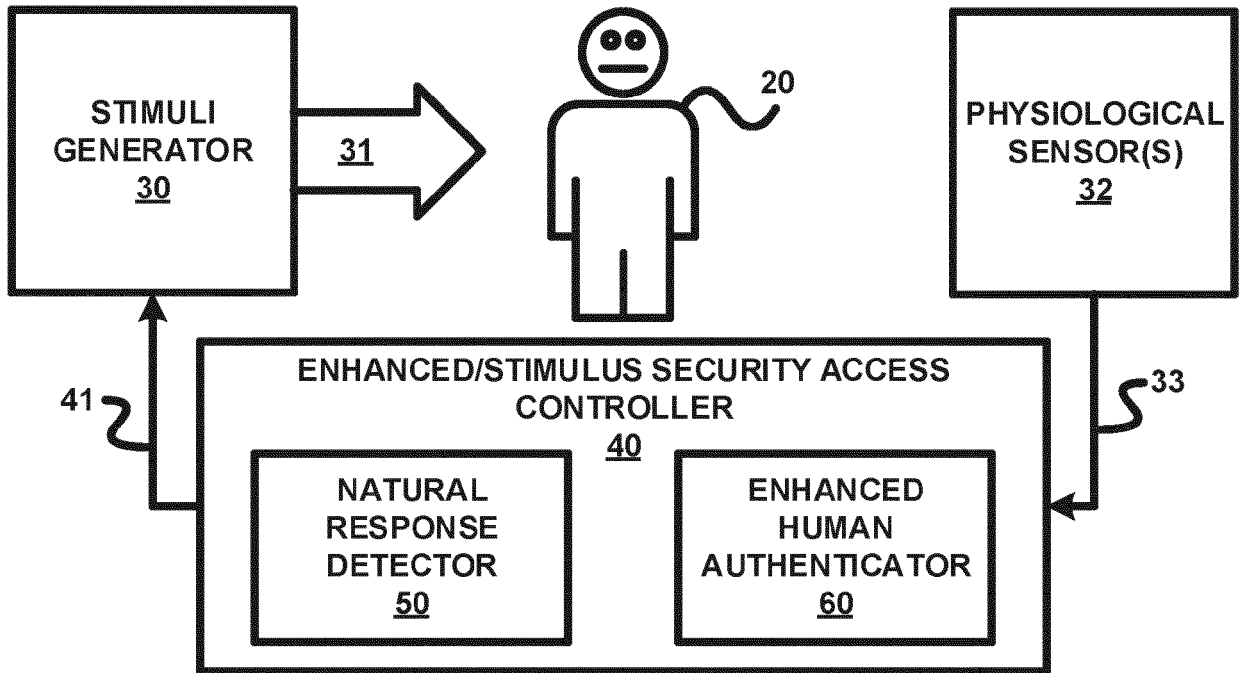 STIMULI
GENERATOR
30
31
20
PHYSIOLOGICAL
SENSOR(S)
32
41
33
ENHANCED/STIMULUS SECURITY ACCESS
CONTROLLER
40
NATURAL
RESPONSE
DETECTOR
50
ENHANCED
HUMAN
AUTHENTICATOR
60